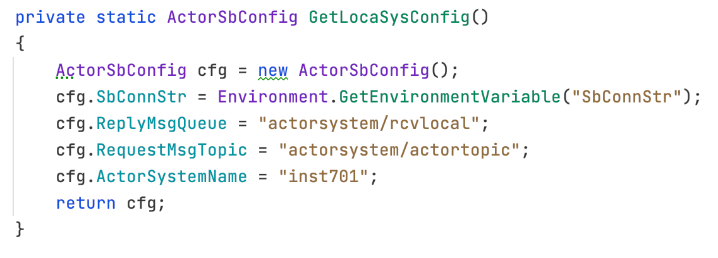 private static ActorSbConfig GetLocaSysConfig()
{
    ActorSbConfig cfg = new ActorSbConfig();
    cfg.SbConnStr = Environment.GetEnvironmentVariable("SbConnStr");
    cfg.ReplyMsgQueue = "actorsystem/rcvlocal";
    cfg.RequestMsgTopic = "actorsystem/actortopic";
    cfg.ActorSystemName = "inst701";
    return cfg;
}